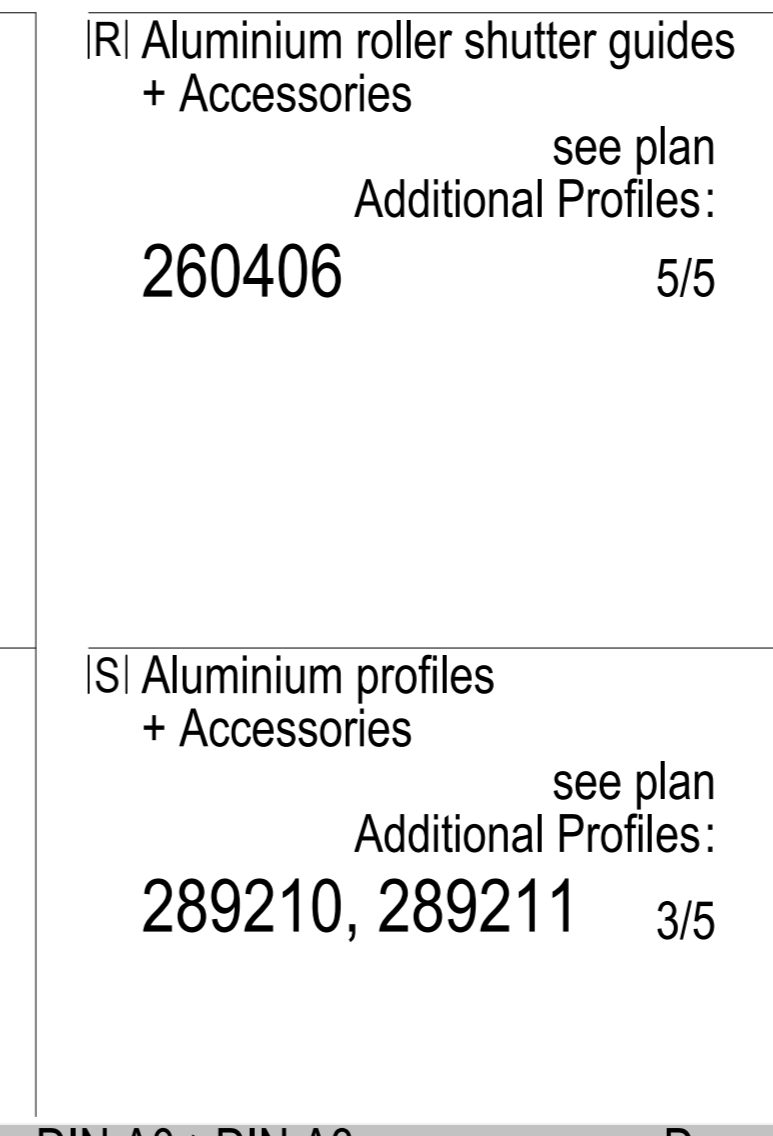 |R| Aluminium roller shutter guides
+ Accessories
see plan
Additional Profiles:
260406 5/5
|S| Aluminium profiles
+ Accessories
see plan
Additional Profiles:
289210, 289211 3/5